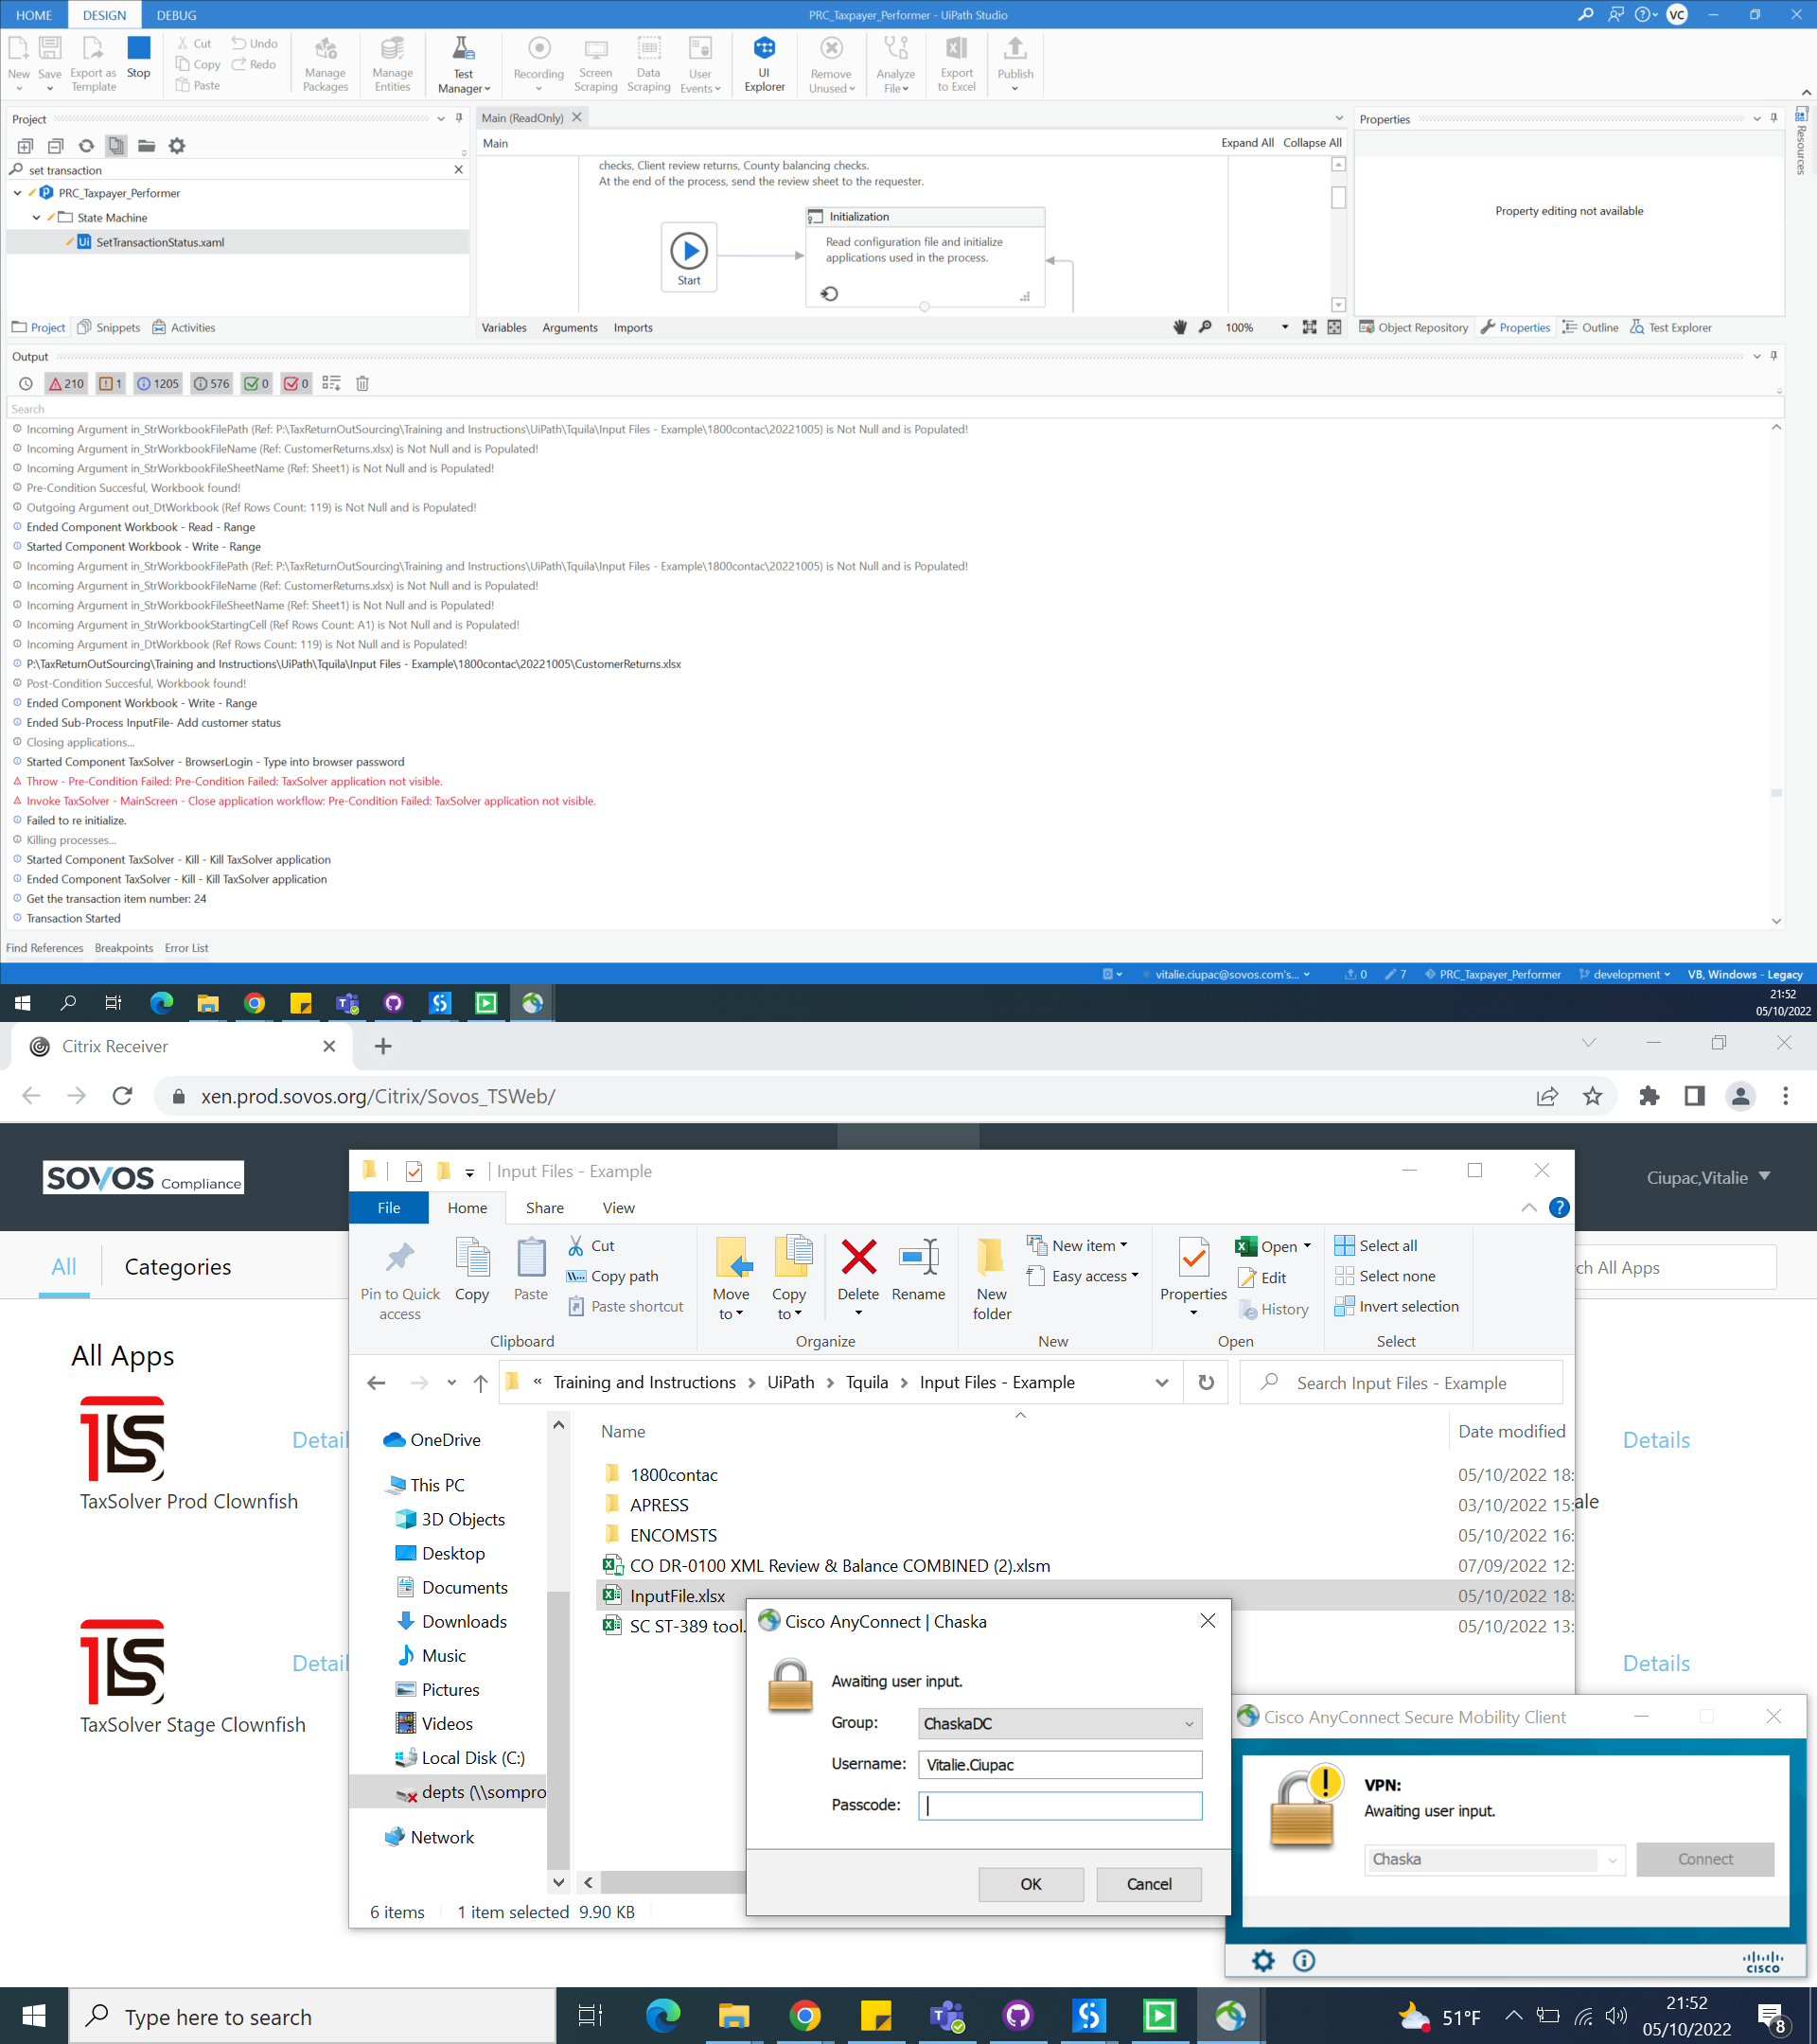 HOME DESIGN DEBUG PRC_Taxpayer_Performer - UiPath Studio VC
New Save Export as Template Stop Cut Copy Paste Undo Redo Manage Packages Manage Entities Test Manager Recording Screen Scraping Data Scraping User Events UI Explorer Remove Unused Analyze File Export to Excel Publish
Project
set transaction
PRC_Taxpayer_Performer
State Machine
Ui SetTransactionStatus.xaml
Project Snippets Activities
Main (ReadOnly)
Main Expand All Collapse All
checks, Client review returns, County balancing checks.
At the end of the process, send the review sheet to the requester.
Start
Initialization
Read configuration file and initialize
applications used in the process.
Variables Arguments Imports 100%
Properties
Property editing not available
Object Repository Properties Outline Test Explorer
Resources
Output
210 1 1205 576 0 0
Search
Incoming Argument in_StrWorkbookFilePath (Ref: P:\TaxReturnOutSourcing\Training and Instructions\UiPath\Tquila\Input Files - Example\1800contac\20221005) is Not Null and is Populated!
Incoming Argument in_StrWorkbookFileName (Ref: CustomerReturns.xlsx) is Not Null and is Populated!
Incoming Argument in_StrWorkbookFileSheetName (Ref: Sheet1) is Not Null and is Populated!
Pre-Condition Succesful, Workbook found!
Outgoing Argument out_DtWorkbook (Ref Rows Count: 119) is Not Null and is Populated!
Ended Component Workbook - Read - Range
Started Component Workbook - Write - Range
Incoming Argument in_StrWorkbookFilePath (Ref: P:\TaxReturnOutSourcing\Training and Instructions\UiPath\Tquila\Input Files - Example\1800contac\20221005) is Not Null and is Populated!
Incoming Argument in_StrWorkbookFileName (Ref: CustomerReturns.xlsx) is Not Null and is Populated!
Incoming Argument in_StrWorkbookFileSheetName (Ref: Sheet1) is Not Null and is Populated!
Incoming Argument in_StrWorkbookStartingCell (Ref Rows Count: A1) is Not Null and is Populated!
Incoming Argument in_DtWorkbook (Ref Rows Count: 119) is Not Null and is Populated!
P:\TaxReturnOutSourcing\Training and Instructions\UiPath\Tquila\Input Files - Example\1800contac\20221005\CustomerReturns.xlsx
Post-Condition Succesful, Workbook found!
Ended Component Workbook - Write - Range
Ended Sub-Process InputFile- Add customer status
Closing applications...
Started Component TaxSolver - BrowserLogin - Type into browser password
Throw - Pre-Condition Failed: Pre-Condition Failed: TaxSolver application not visible.
Invoke TaxSolver - MainScreen - Close application workflow: Pre-Condition Failed: TaxSolver application not visible.
Failed to re initialize.
Killing processes...
Started Component TaxSolver - Kill - Kill TaxSolver application
Ended Component TaxSolver - Kill - Kill TaxSolver application
Get the transaction item number: 24
Transaction Started
Find References Breakpoints Error List
vitalie.ciupac@sovos.com's... 0 7 PRC_Taxpayer_Performer development VB, Windows - Legacy
21:52
05/10/2022
Citrix Receiver
xen.prod.sovos.org/Citrix/Sovos_TSWeb/
SOVOS Compliance
Ciupac,Vitalie
All Categories
ch All Apps
All Apps
TS
Detail
TaxSolver Prod Clownfish
TS
Detail
TaxSolver Stage Clownfish
Details
ale
Details
Input Files - Example
File Home Share View
Pin to Quick access Copy Paste Cut Copy path Paste shortcut
Move to Copy to Delete Rename New folder New item Easy access
Properties Open Edit History Select all Select none Invert selection
Clipboard Organize New Open Select
« Training and Instructions > UiPath > Tquila > Input Files - Example
Search Input Files - Example
OneDrive
This PC
3D Objects
Desktop
Documents
Downloads
Music
Pictures
Videos
Local Disk (C:)
depts (\\sompro
Network
Name Date modified
1800contac 05/10/2022 18:
APRESS 03/10/2022 15:
ENCOMSTS 05/10/2022 16:
CO DR-0100 XML Review & Balance COMBINED (2).xlsm 07/09/2022 12:
InputFile.xlsx 05/10/2022 18:
SC ST-389 tool. 05/10/2022 13:
6 items 1 item selected 9.90 KB
Cisco AnyConnect | Chaska
Awaiting user input.
Group: ChaskaDC
Username: Vitalie.Ciupac
Passcode:
OK Cancel
Cisco AnyConnect Secure Mobility Client
VPN:
Awaiting user input.
Chaska Connect
CISCO
Type here to search
51°F
21:52
05/10/2022
8